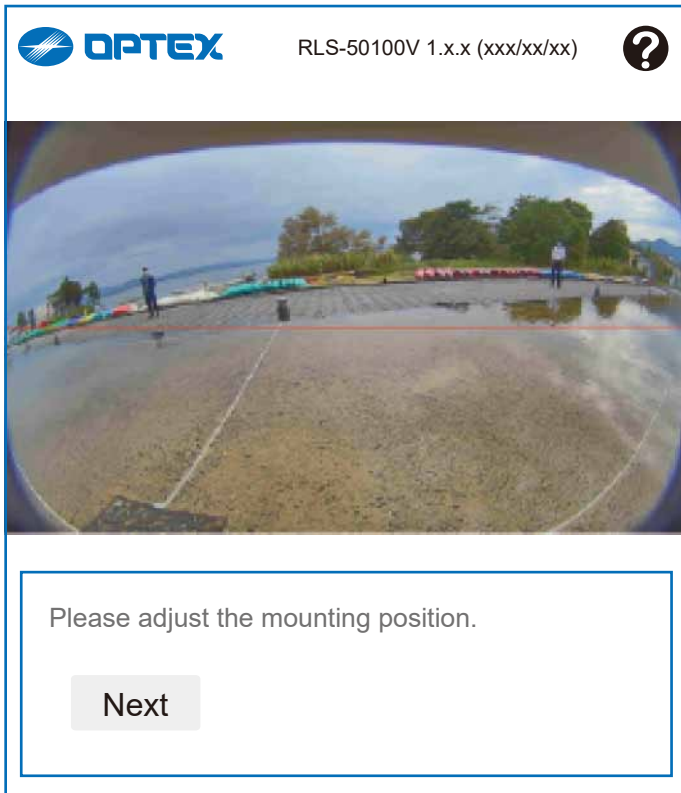 OPTEX
RLS-50100V 1.x.x (xxx/xx/xx)
?
Please adjust the mounting position.
Next